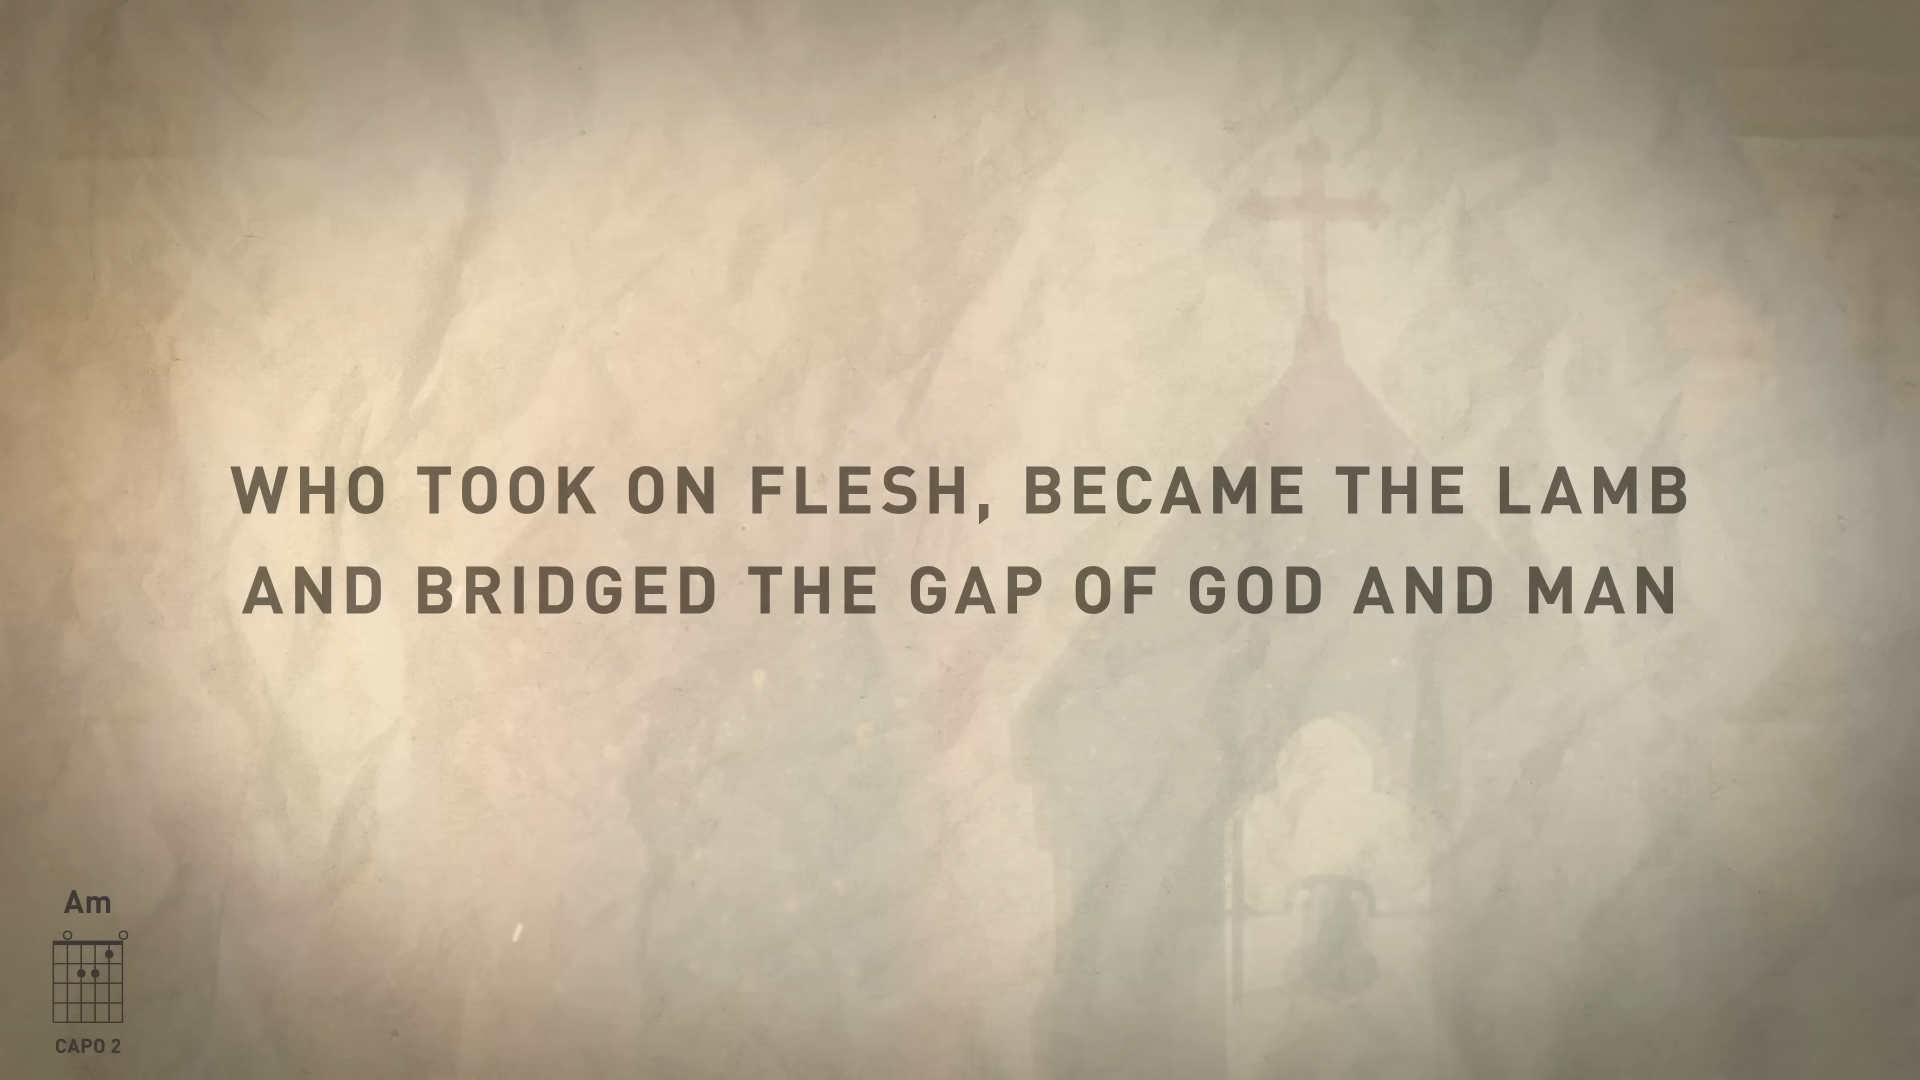 WHO TOOK ON FLESH, BECAME THE LAMB
AND BRIDGED THE GAP OF GOD AND MAN
Am
CAPO 2